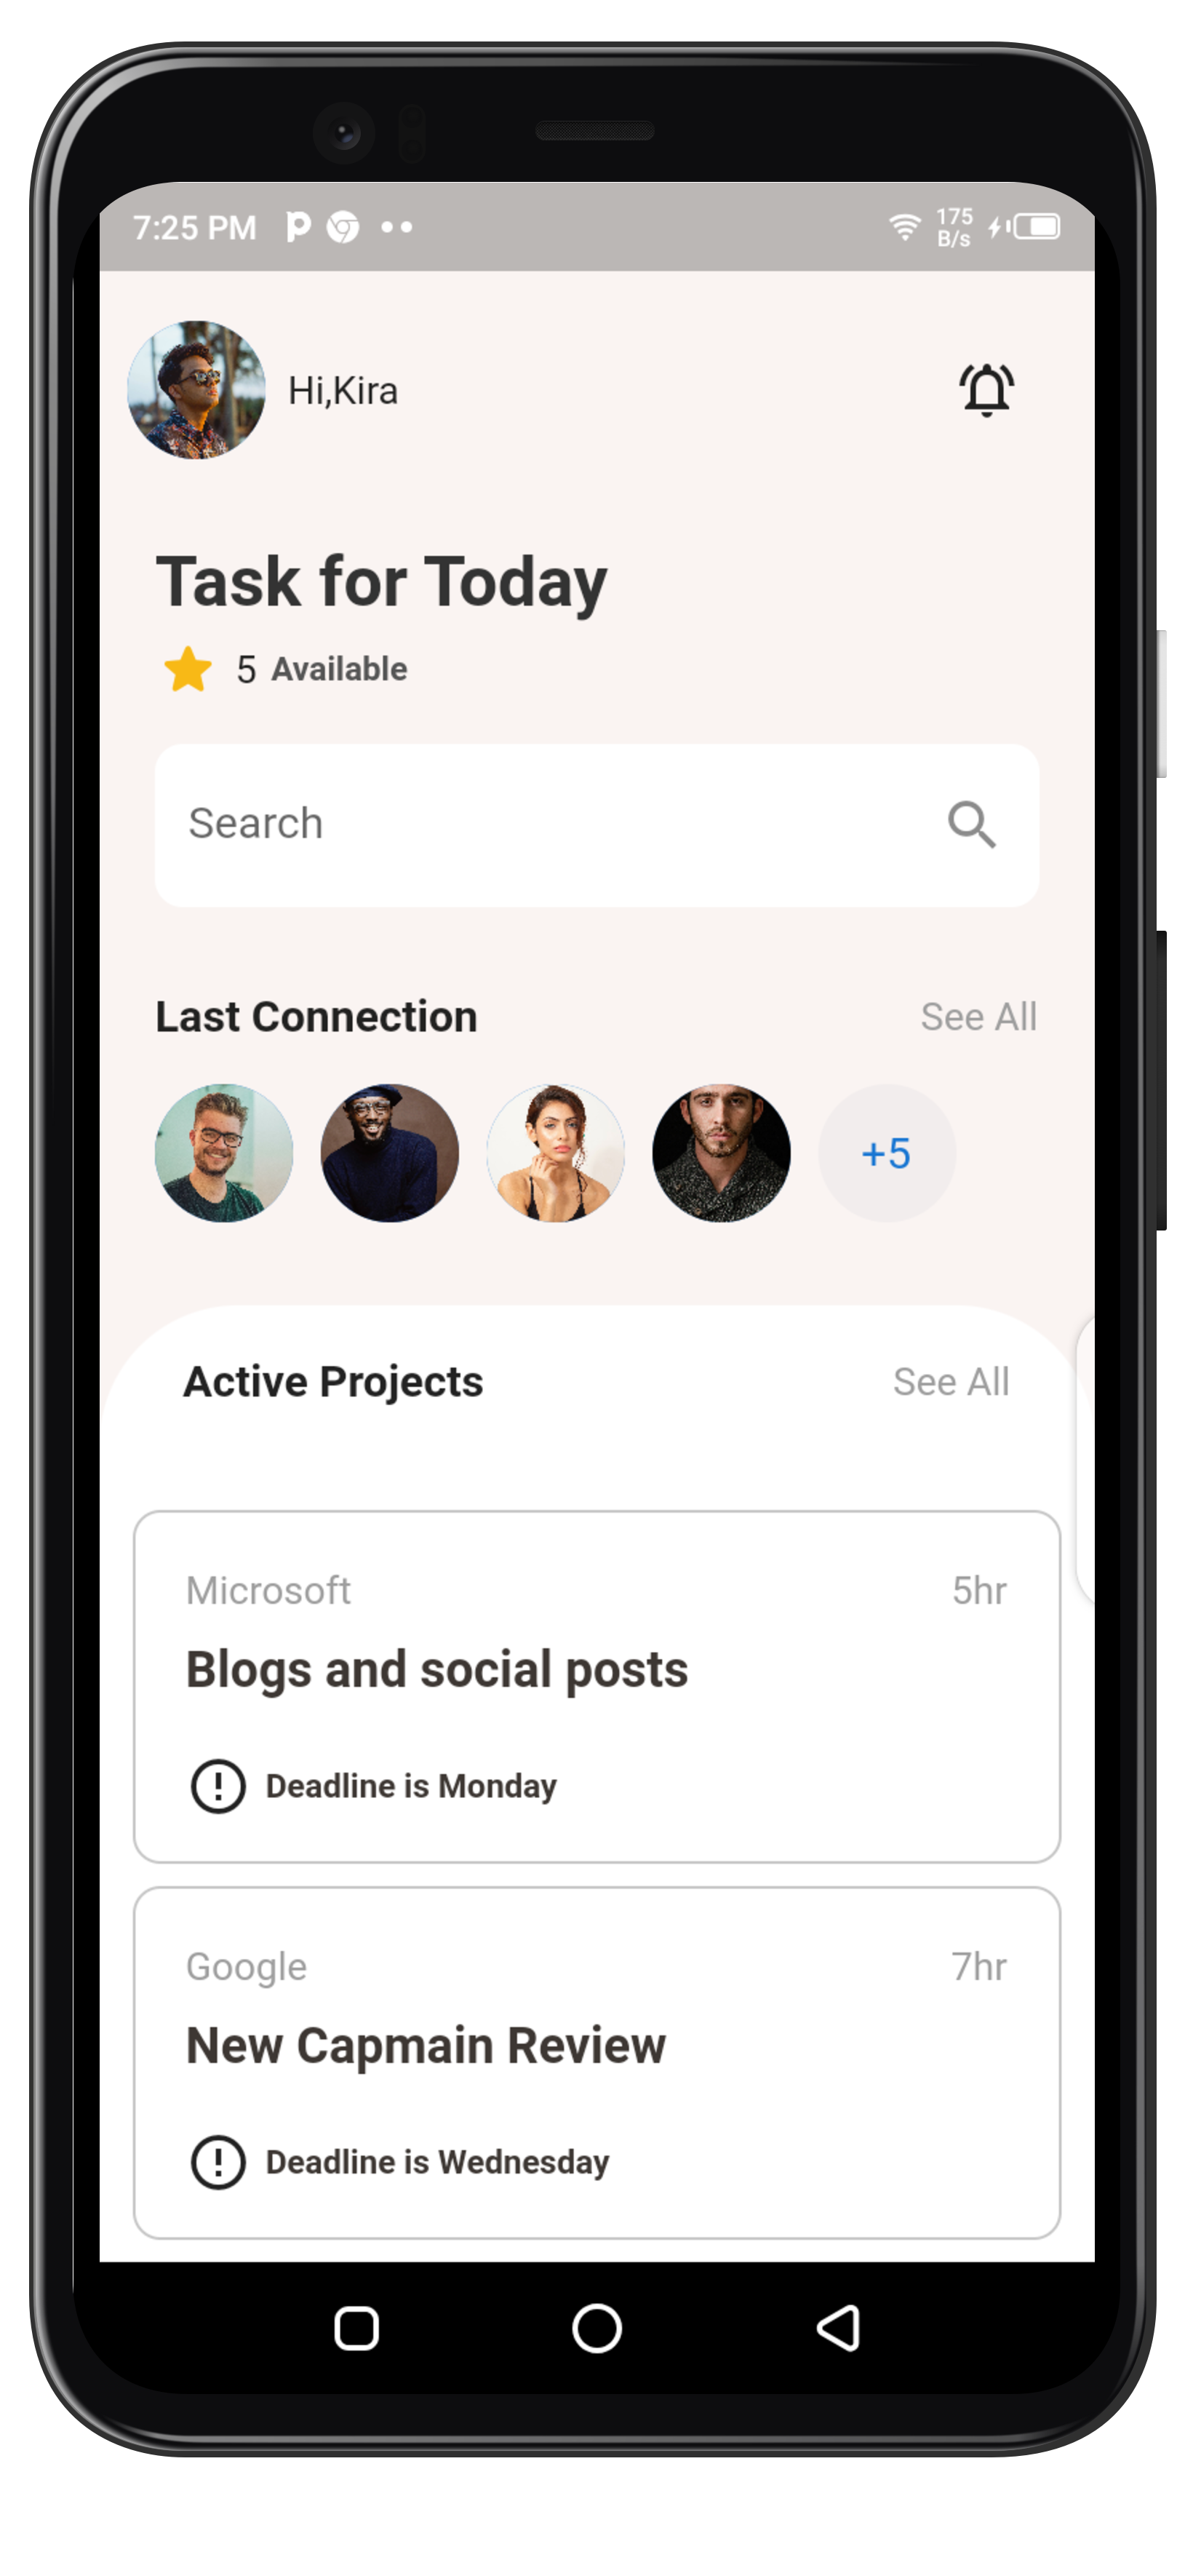 7:25 PM
175
B/s
Hi,Kira
Task for Today
5 Available
Search
Last Connection
See All
+5
Active Projects
See All
Microsoft
5hr
Blogs and social posts
Deadline is Monday
Google
7hr
New Capmain Review
Deadline is Wednesday